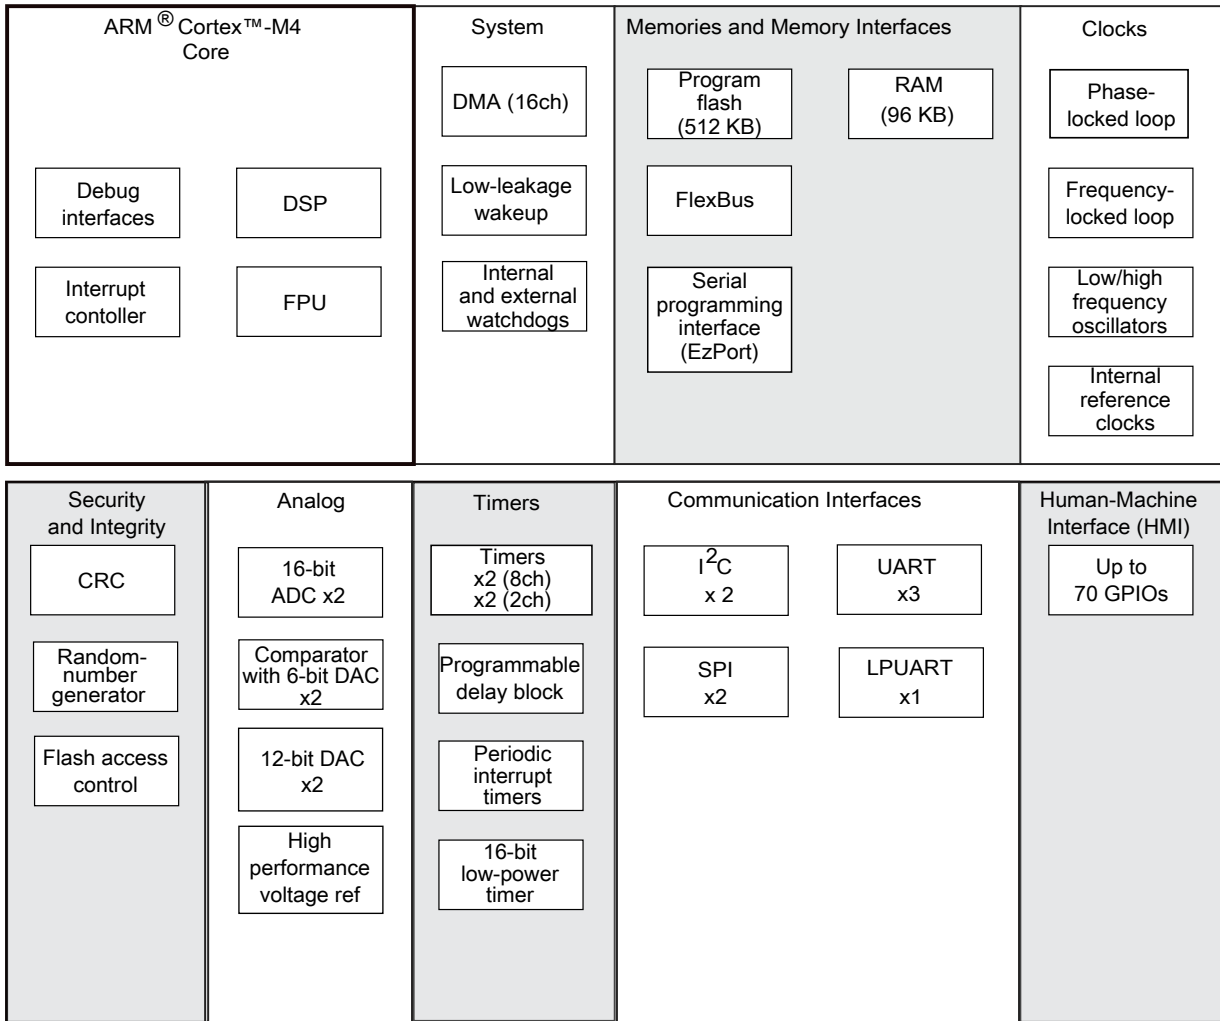 ARM ® Cortex™-M4
Core
Debug
interfaces
DSP
Interrupt
contoller
FPU
System
DMA (16ch)
Low-leakage
wakeup
Internal
and external
watchdogs
Memories and Memory Interfaces
Program
flash
(512 KB)
RAM
(96 KB)
FlexBus
Serial
programming
interface
(EzPort)
Clocks
Phase-
locked loop
Frequency-
locked loop
Low/high
frequency
oscillators
Internal
reference
clocks
Security
and Integrity
CRC
Random-
number
generator
Flash access
control
Analog
16-bit
ADC x2
Comparator
with 6-bit DAC
x2
12-bit DAC
x2
High
performance
voltage ref
Timers
Timers
x2 (8ch)
x2 (2ch)
Programmable
delay block
Periodic
interrupt
timers
16-bit
low-power
timer
Communication Interfaces
I²C
x 2
UART
x3
SPI
x2
LPUART
x1
Human-Machine
Interface (HMI)
Up to
70 GPIOs